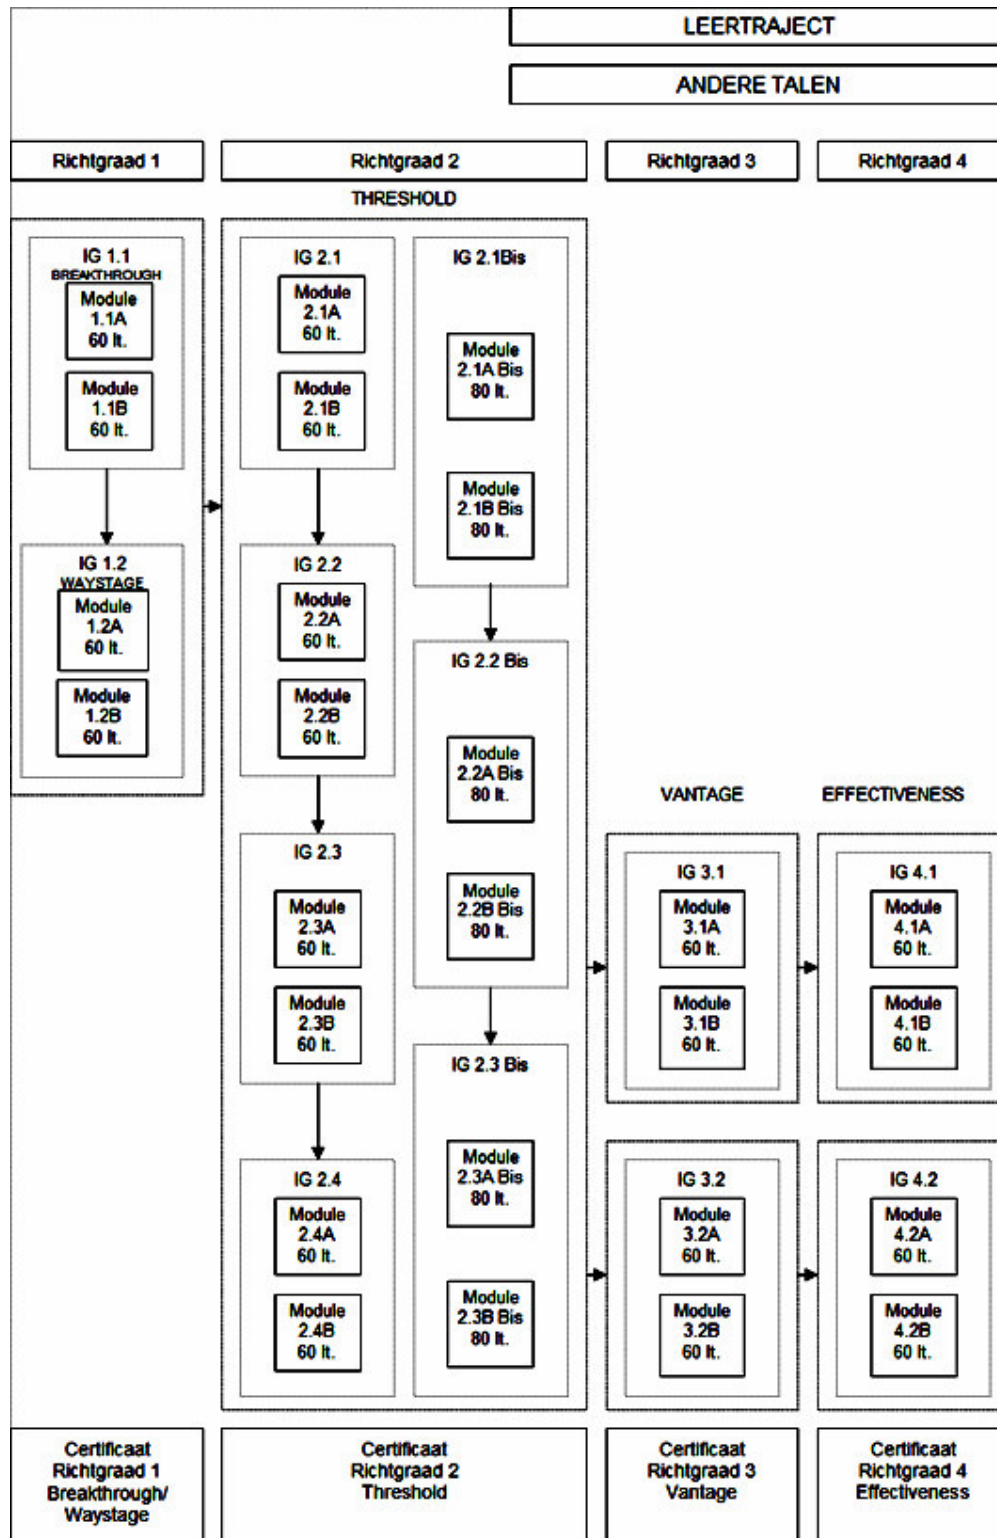 LEERTRAJECT
ANDERE TALEN
Richtgraad 1
Richtgraad 2
Richtgraad 3
Richtgraad 4
THRESHOLD
IG 1.1
BREAKTHROUGH
Module
1.1A
60 lt.
Module
1.1B
60 lt.
IG 1.2
WAYSTAGE
Module
1.2A
60 lt.
Module
1.2B
60 lt.
IG 2.1
Module
2.1A
60 lt.
Module
2.1B
60 lt.
IG 2.2
Module
2.2A
60 lt.
Module
2.2B
60 lt.
IG 2.3
Module
2.3A
60 lt.
Module
2.3B
60 lt.
IG 2.4
Module
2.4A
60 lt.
Module
2.4B
60 lt.
IG 2.1Bis
Module
2.1A Bis
80 lt.
Module
2.1B Bis
80 lt.
IG 2.2 Bis
Module
2.2A Bis
80 lt.
Module
2.2B Bis
80 lt.
IG 2.3 Bis
Module
2.3A Bis
80 lt.
Module
2.3B Bis
80 lt.
VANTAGE
IG 3.1
Module
3.1A
60 lt.
Module
3.1B
60 lt.
IG 3.2
Module
3.2A
60 lt.
Module
3.2B
60 lt.
EFFECTIVENESS
IG 4.1
Module
4.1A
60 lt.
Module
4.1B
60 lt.
IG 4.2
Module
4.2A
60 lt.
Module
4.2B
60 lt.
Certificaat
Richtgraad 1
Breakthrough/
Waystage
Certificaat
Richtgraad 2
Threshold
Certificaat
Richtgraad 3
Vantage
Certificaat
Richtgraad 4
Effectiveness